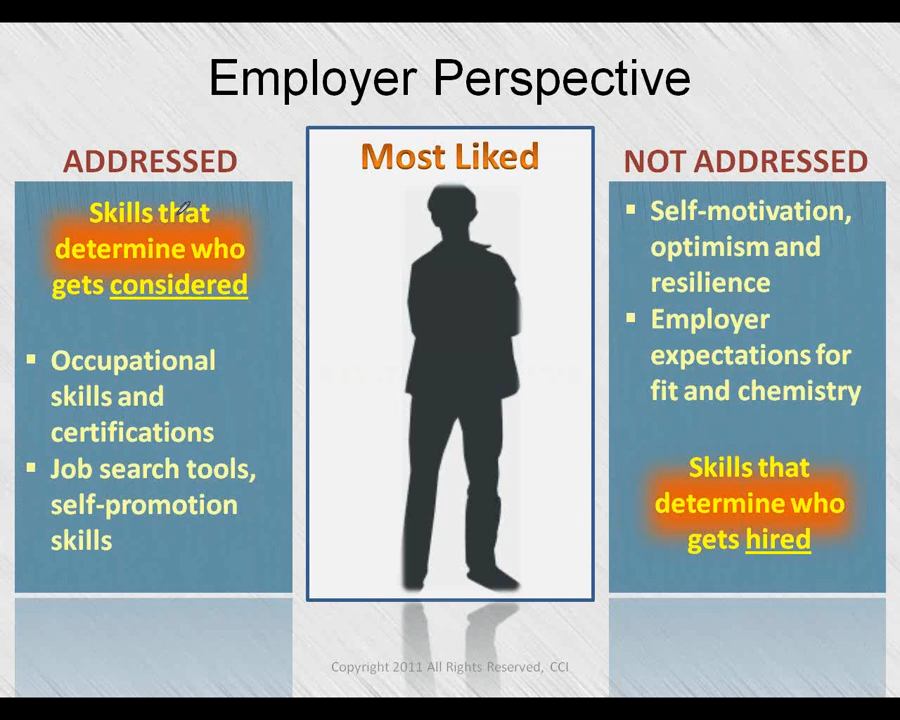 Employer Perspective
ADDRESSED
Skills that
determine who
gets considered
▪ Occupational
skills and
certifications
▪ Job search tools,
self-promotion
skills
Most Liked
NOT ADDRESSED
▪ Self-motivation,
optimism and
resilience
▪ Employer
expectations for
fit and chemistry
Skills that
determine who
gets hired
Copyright 2011 All Rights Reserved, CCI